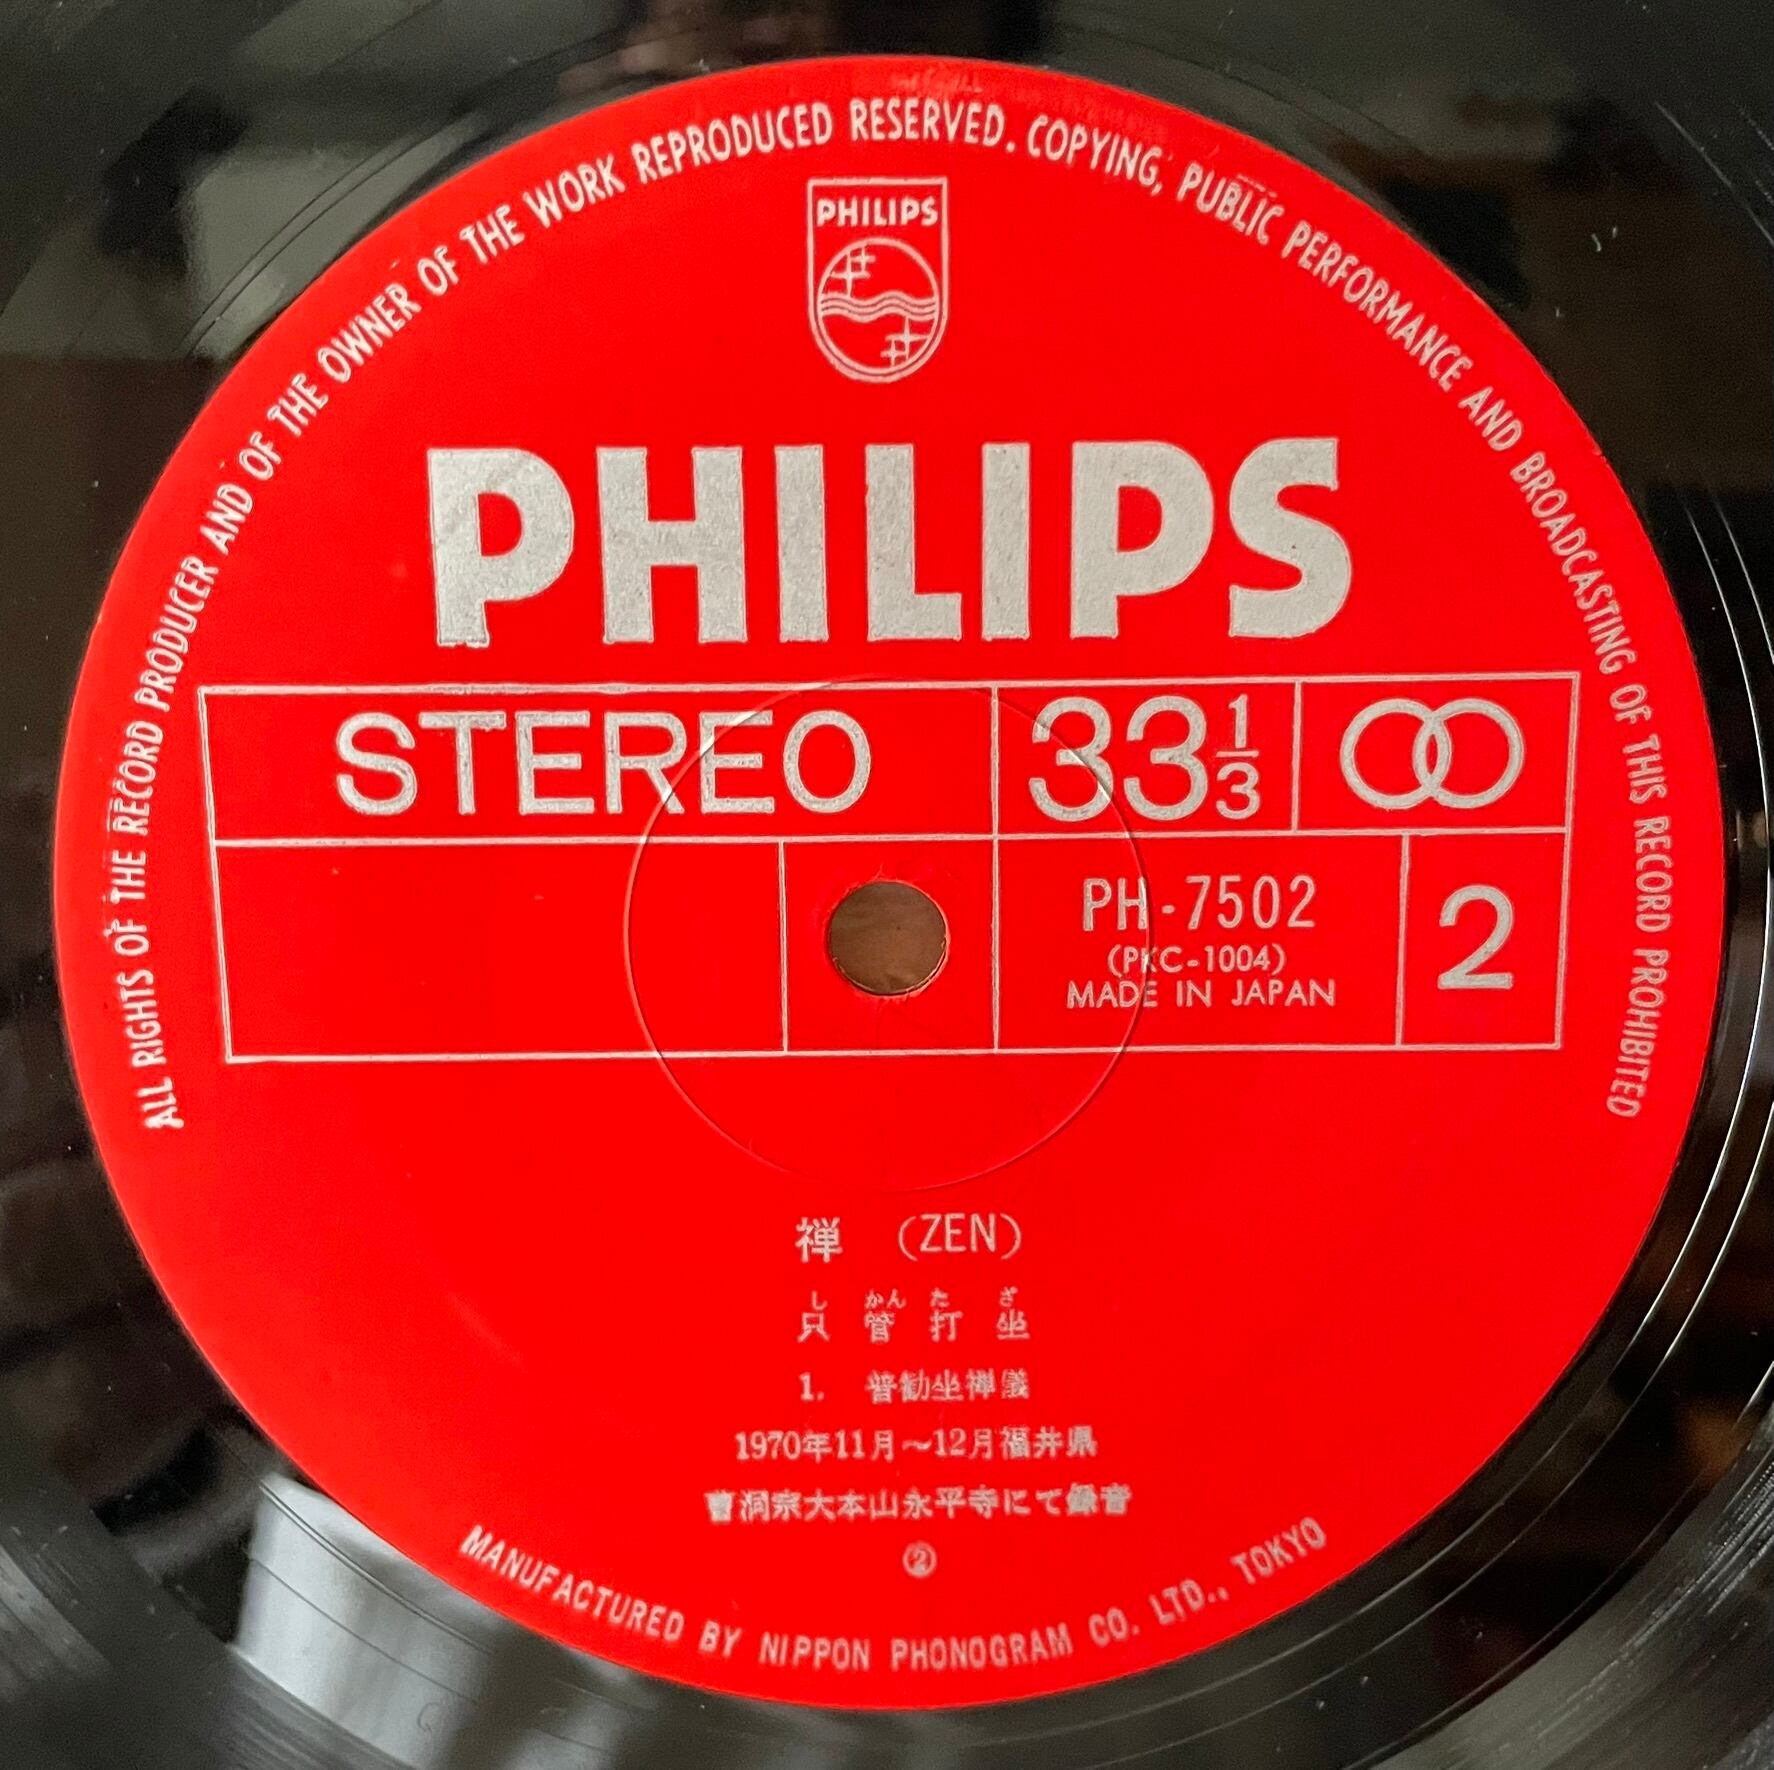 ALL RIGHTS OF THE RECORD PRODUCER AND OF THE OWNER OF THE WORK REPRODUCED RESERVED. COPYING, PUBLIC PERFORMANCE AND BROADCASTING OF THIS RECORD PROHIBITED
PHILIPS
PHILIPS
STEREO 33 1/3
PH-7502
(PKC-1004)
MADE IN JAPAN
2
禅 (ZEN)
し かん た ざ
只管打坐
1. 普勧坐禅儀
1970年11月～12月福井県
曹洞宗大本山永平寺にて録音
②
MANUFACTURED BY NIPPON PHONOGRAM CO. LTD., TOKYO